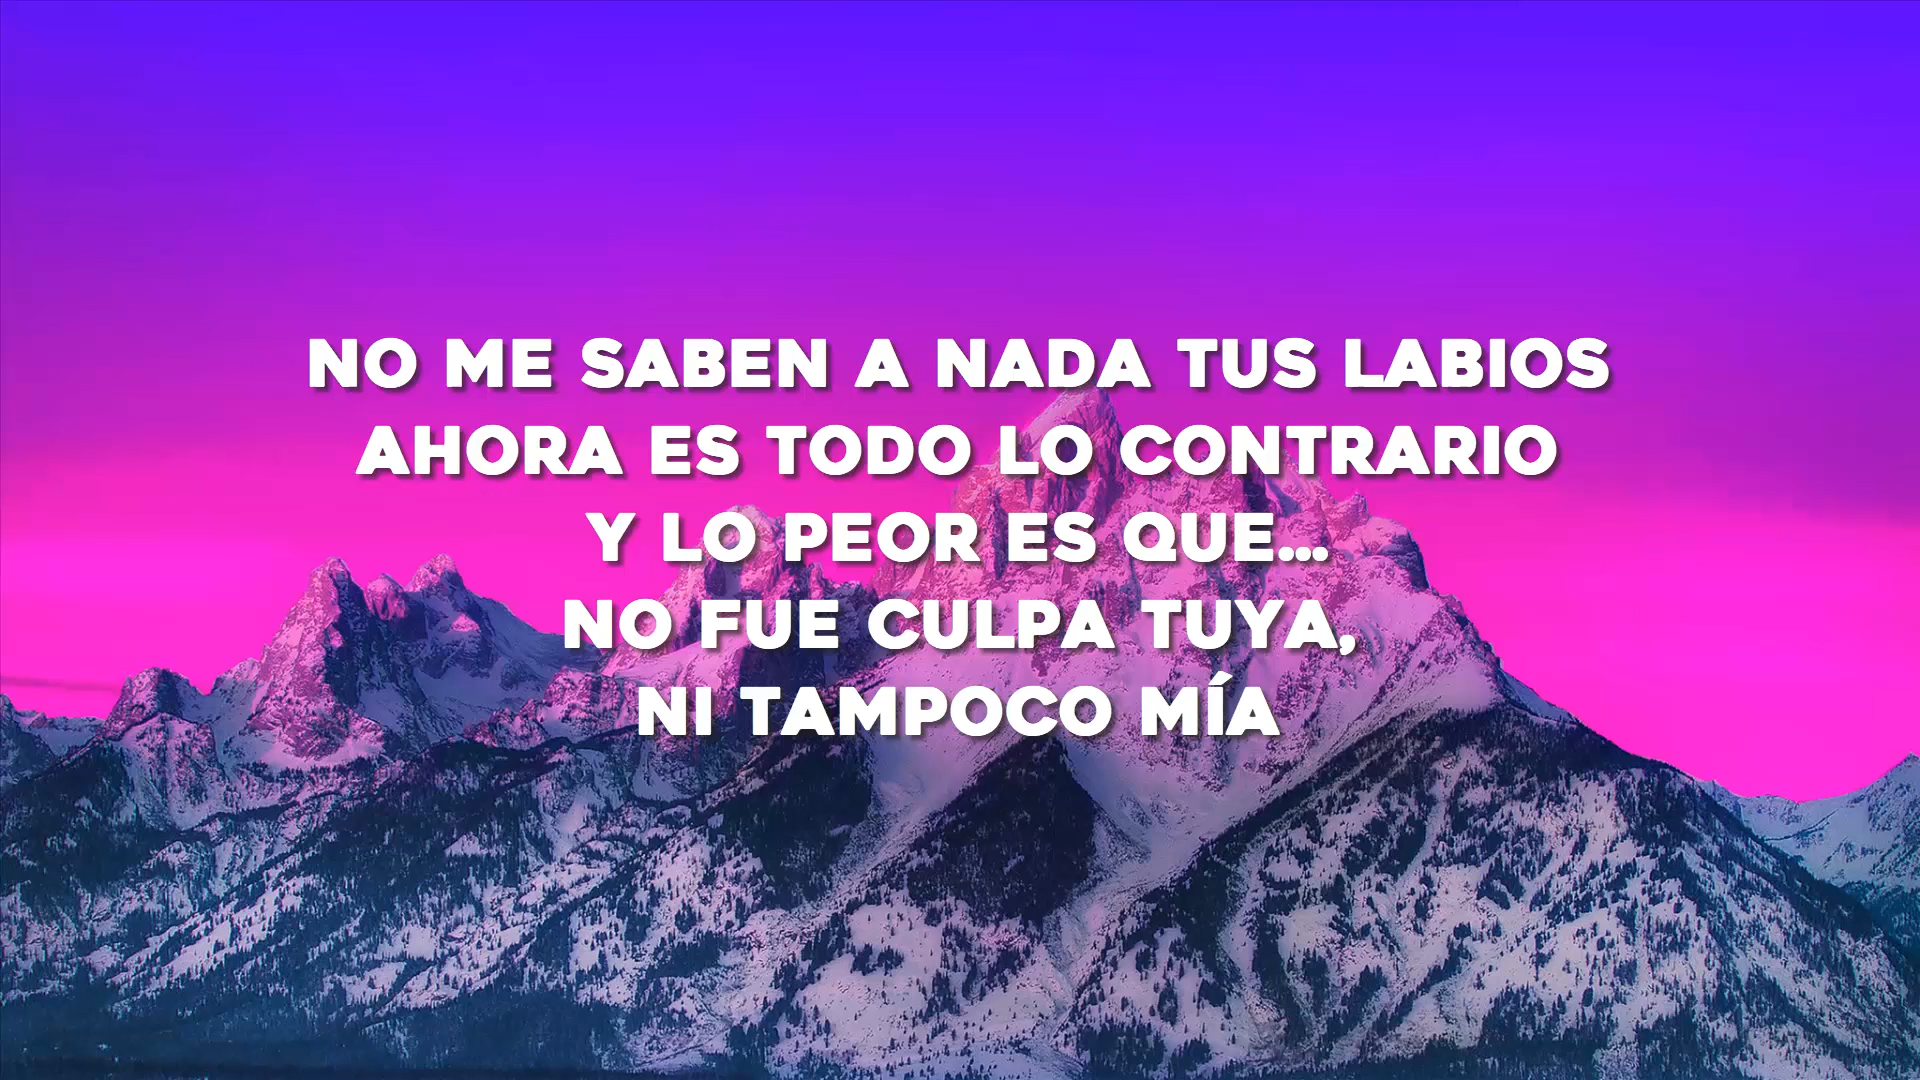 NO ME SABEN A NADA TUS LABIOS
AHORA ES TODO LO CONTRARIO
Y LO PEOR ES QUE...
NO FUE CULPA TUYA,
NI TAMPOCO MÍA